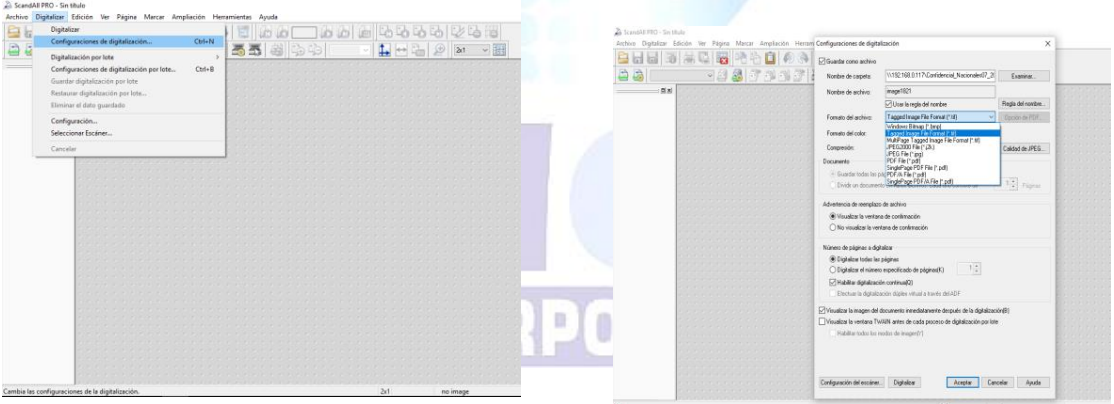 ScandAll PRO - Sin título
Archivo Digitalizar Edición Ver Página Marcar Ampliación Herramientas Ayuda
Digitalizar
Configuraciones de digitalización... Ctrl+N
Digitalización por lote
Configuraciones de digitalización por lote... Ctrl+B
Guardar digitalización por lote
Restaurar digitalización por lote...
Eliminar el dato guardado
Configuración...
Seleccionar Escáner...
Cancelar
2x1
Cambia las configuraciones de la digitalización. 2x1 no image
RPO
ScandAll PRO - Sin título
Archivo Digitalizar Edición Ver Página Marcar Ampliación Herram
Configuraciones de digitalización
Guardar como archivo
Nombre de carpeta: \\192.168.0.117\Confidencial_Nacionales07_2 Examinar...
Nombre de archivo: image1821
Usar la regla del nombre Regla del nombre...
Formato del archivo: Tagged Image File Format (*.tif) Opción de PDF...
Windows Bitmap (*.bmp)
Formato del color: Tagged Image File Format (*.tif)
MultiPage Tagged Image File Format (*.tif)
Compresión: JPEG2000 File (*.j2k) Calidad de JPEG...
JPEG File (*.jpg)
Documento PDF File (*.pdf)
SinglePage PDF File (*.pdf)
Guardar todas las pág PDF/A File (*.pdf)
SinglePage PDF/A File (*.pdf)
Dividir un documento 1 Páginas
Advertencia de reemplazo de archivo
Visualizar la ventana de confirmación
No visualizar la ventana de confirmación
Número de páginas a digitalizar
Digitalizar todas las páginas
Digitalizar el número especificado de páginas(K) 1
Habilitar digitalización continua(Q)
Efectuar la digitalización dúplex virtual a través del ADF
Visualizar la imagen del documento inmediatamente después de la digitalización(B)
Visualizar la ventana TWAIN antes de cada proceso de digitalización por lote
Habilitar todos los modos de imagen(Y)
Configuración del escáner... Digitalizar Aceptar Cancelar Ayuda